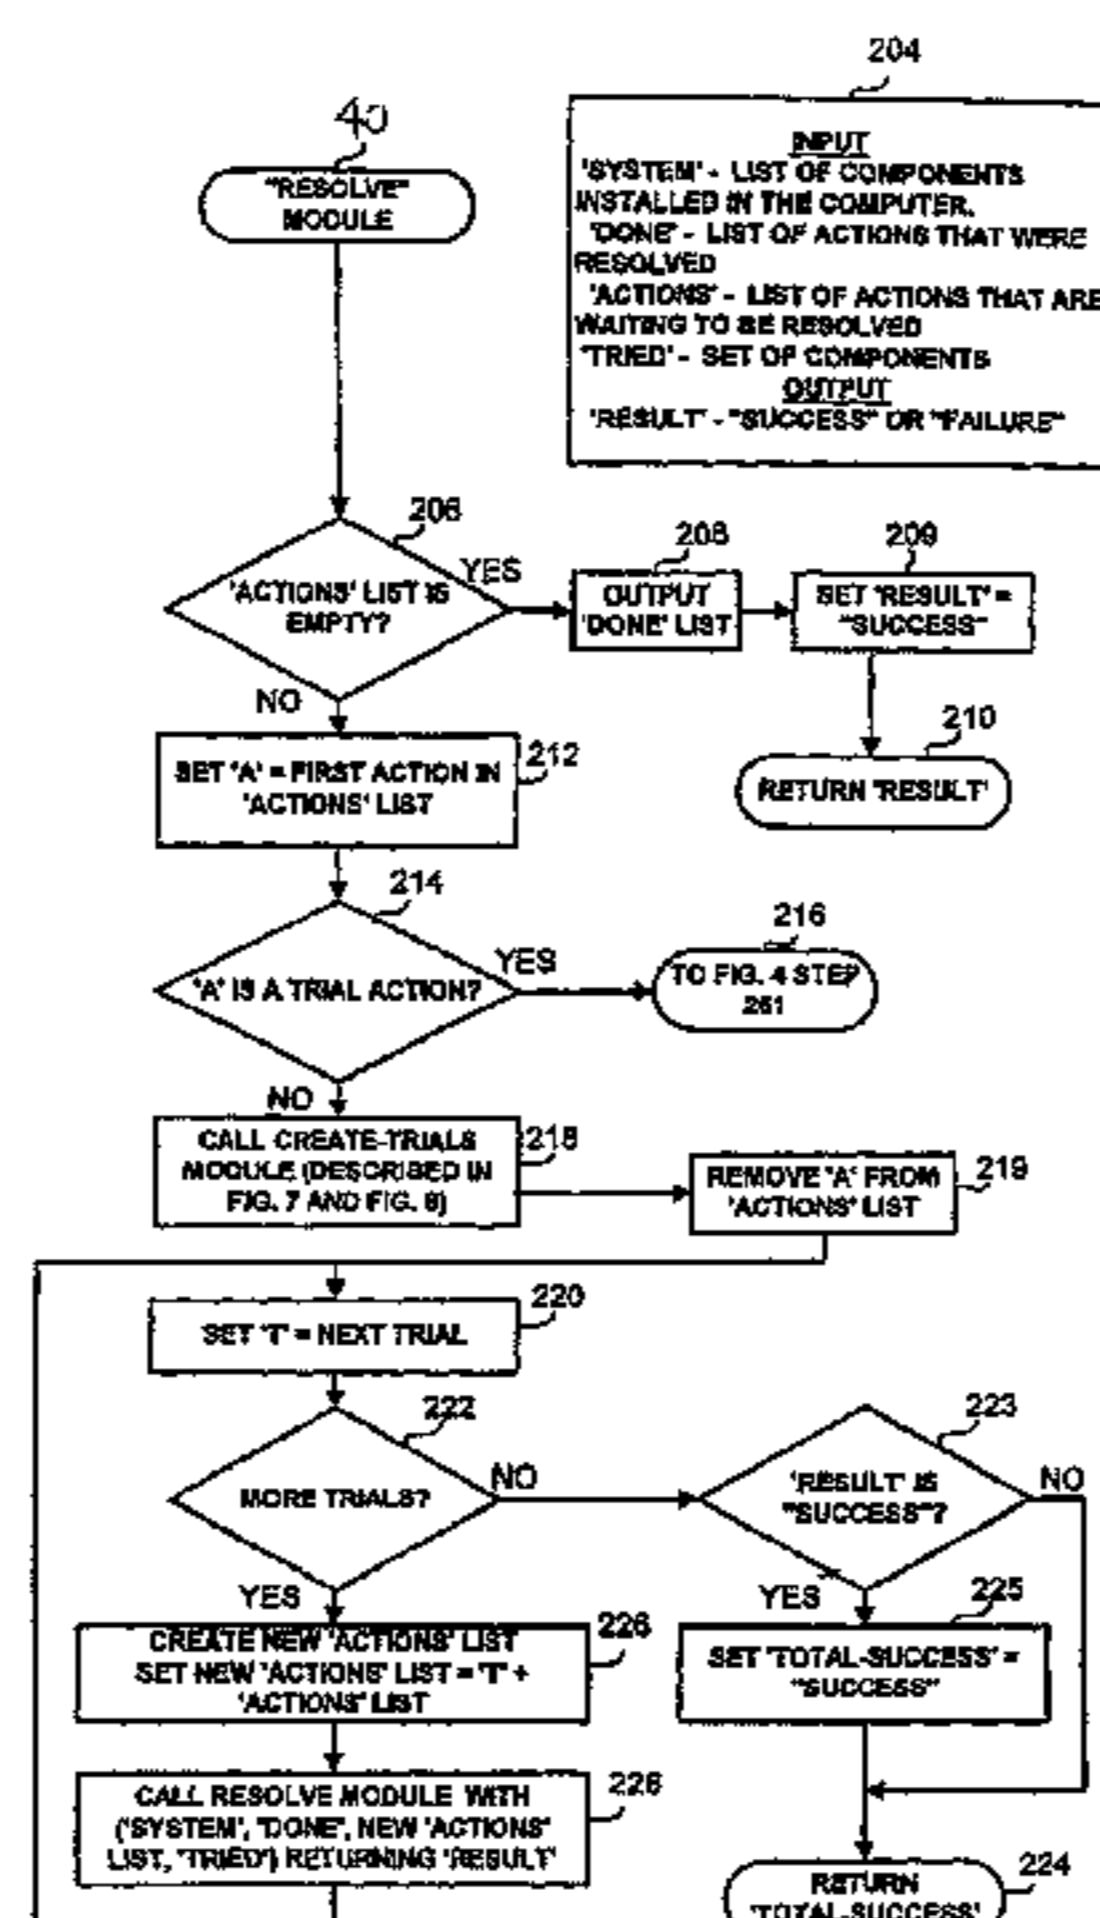 204
40
"RESOLVE"
MODULE
INPUT
'SYSTEM' - LIST OF COMPONENTS
INSTALLED IN THE COMPUTER.
'DONE' - LIST OF ACTIONS THAT WERE
RESOLVED
'ACTIONS' - LIST OF ACTIONS THAT ARE
WAITING TO BE RESOLVED
'TRIED' - SET OF COMPONENTS
OUTPUT
'RESULT' - "SUCCESS" OR "FAILURE"
206
'ACTIONS' LIST IS
EMPTY?
YES
208
OUTPUT
'DONE' LIST
209
SET 'RESULT' =
"SUCCESS"
NO
210
RETURN 'RESULT'
212
SET 'A' = FIRST ACTION IN
'ACTIONS' LIST
214
'A' IS A TRIAL ACTION?
YES
216
TO FIG. 4 STEP
261
NO
218
CALL CREATE-TRIALS
MODULE (DESCRIBED IN
FIG. 7 AND FIG. 8)
219
REMOVE 'A' FROM
'ACTIONS' LIST
220
SET 'T' = NEXT TRIAL
222
MORE TRIALS?
NO
223
'RESULT' IS
"SUCCESS"?
NO
YES
YES
225
226
CREATE NEW 'ACTIONS' LIST
SET NEW 'ACTIONS' LIST = 'T' +
'ACTIONS' LIST
SET 'TOTAL-SUCCESS' =
"SUCCESS"
228
CALL RESOLVE MODULE WITH
('SYSTEM', 'DONE', NEW 'ACTIONS'
LIST, 'TRIED') RETURNING 'RESULT'
224
RETURN
'TOTAL-SUCCESS'